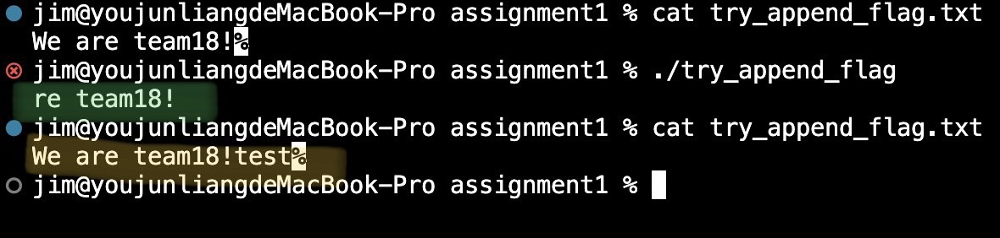 jim@youjunliangdeMacBook-Pro assignment1 % cat try_append_flag.txt
We are team18!%
jim@youjunliangdeMacBook-Pro assignment1 % ./try_append_flag
re team18!
jim@youjunliangdeMacBook-Pro assignment1 % cat try_append_flag.txt
We are team18!test%
jim@youjunliangdeMacBook-Pro assignment1 %